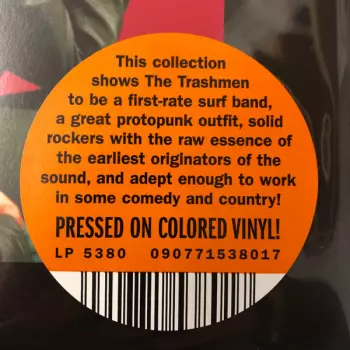 This collection
shows The Trashmen
to be a first-rate surf band,
a great protopunk outfit, solid
rockers with the raw essence of
the earliest originators of the
sound, and adept enough to work
in some comedy and country!
PRESSED ON COLORED VINYL!
LP 5380 090771538017